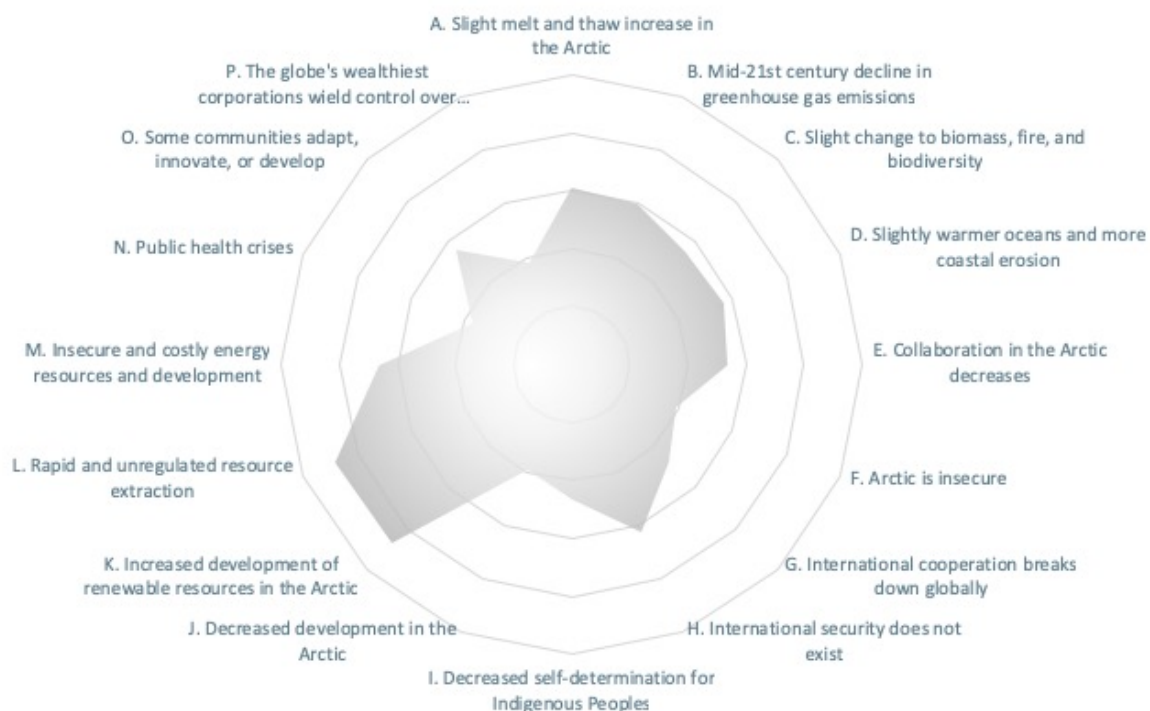 A. Slight melt and thaw increase in
the Arctic
B. Mid-21st century decline in
greenhouse gas emissions
C. Slight change to biomass, fire, and
biodiversity
D. Slightly warmer oceans and more
coastal erosion
E. Collaboration in the Arctic
decreases
F. Arctic is insecure
G. International cooperation breaks
down globally
H. International security does not
exist
I. Decreased self-determination for
Indigenous Peoples
J. Decreased development in the
Arctic
K. Increased development of
renewable resources in the Arctic
L. Rapid and unregulated resource
extraction
M. Insecure and costly energy
resources and development
N. Public health crises
O. Some communities adapt,
innovate, or develop
P. The globe's wealthiest
corporations wield control over...